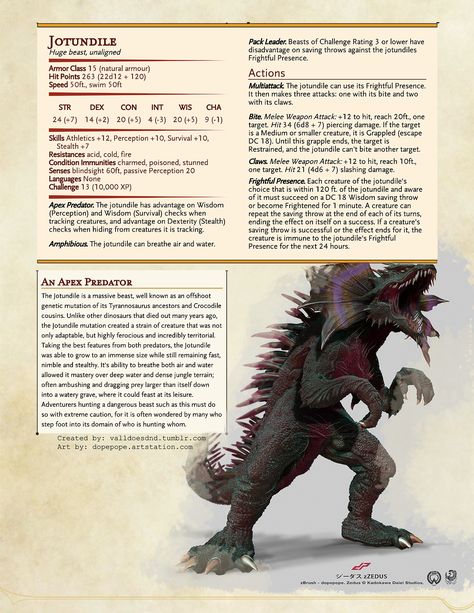 JOTUNDILE
Huge beast, unaligned
Armor Class 15 (natural armour)
Hit Points 263 (22d12 + 120)
Speed 50ft., swim 50ft
STR DEX CON INT WIS CHA
24 (+7) 14 (+2) 20 (+5) 4 (-3) 20 (+5) 9 (-1)
Skills Athletics +12, Perception +10, Survival +10,
Stealth +7
Resistances acid, cold, fire
Condition Immunities charmed, poisoned, stunned
Senses blindsight 60ft, passive Perception 20
Languages None
Challenge 13 (10,000 XP)
Apex Predator. The jotundile has advantage on Wisdom
(Perception) and Wisdom (Survival) checks when
tracking creatures, and advantage on Dexterity (Stealth)
checks when hiding from creatures it is tracking.
Amphibious. The jotundile can breathe air and water.
Pack Leader. Beasts of Challenge Rating 3 or lower have
disadvantage on saving throws against the jotundiles
Frightful Presence.
Actions
Multiattack. The jotundile can use its Frightful Presence.
It then makes three attacks: one with its bite and two
with its claws.
Bite. Melee Weapon Attack: +12 to hit, reach 20ft., one
target. Hit 34 (6d8 + 7) piercing damage. If the target
is a Medium or smaller creature, it is Grappled (escape
DC 18). Until this grapple ends, the target is
Restrained, and the jotundile can't bite another target.
Claws. Melee Weapon Attack: +12 to hit, reach 10ft.,
one target. Hit 21 (4d6 + 7) slashing damage.
Frightful Presence. Each creature of the jotundile's
choice that is within 120 ft. of the jotundile and aware
of it must succeed on a DC 18 Wisdom saving throw
or become Frightened for 1 minute. A creature can
repeat the saving throw at the end of each of its turns,
ending the effect on itself on a success. If a creature's
saving throw is successful or the effect ends for it, the
creature is immune to the jotundile's Frightful
Presence for the next 24 hours.
AN APEX PREDATOR
The Jotundile is a massive beast, well known as an offshoot
genetic mutation of its Tyrannosaurus ancestors and Crocodile
cousins. Unlike other dinosaurs that died out many years ago,
the Jotundile mutation created a strain of creature that was not
only adaptable, but highly ferocious and incredibly territorial.
Taking the best features from both predators, the Jotundile
was able to grow to an immense size while still remaining fast,
nimble and stealthy. It's ability to breathe both air and water
allowed it mastery over deep water and dense jungle terrain;
often ambushing and dragging prey larger than itself down
into a watery grave, where it could feast at its leisure.
Adventurers hunting a dangerous beast such as this must do
so with extreme caution, for it is often wondered by many who
step foot into its domain of who is hunting whom.
Created by: valldoesdnd.tumblr.com
Art by: dopepope.artstation.com
ジーダス zZEDUS
zBrush - dopepope. Zedus © Kadokawa Daiei Studios.